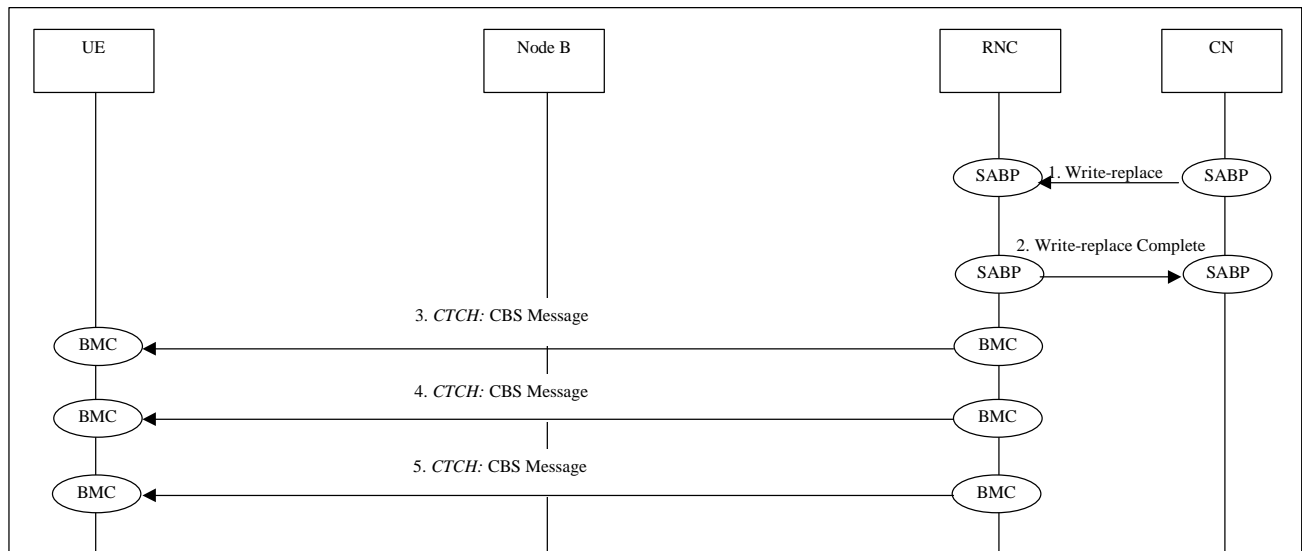 UE
Node B
RNC
CN
SABP
1. Write-replace
SABP
2. Write-replace Complete
SABP
SABP
3. CTCH: CBS Message
BMC
BMC
4. CTCH: CBS Message
BMC
BMC
5. CTCH: CBS Message
BMC
BMC